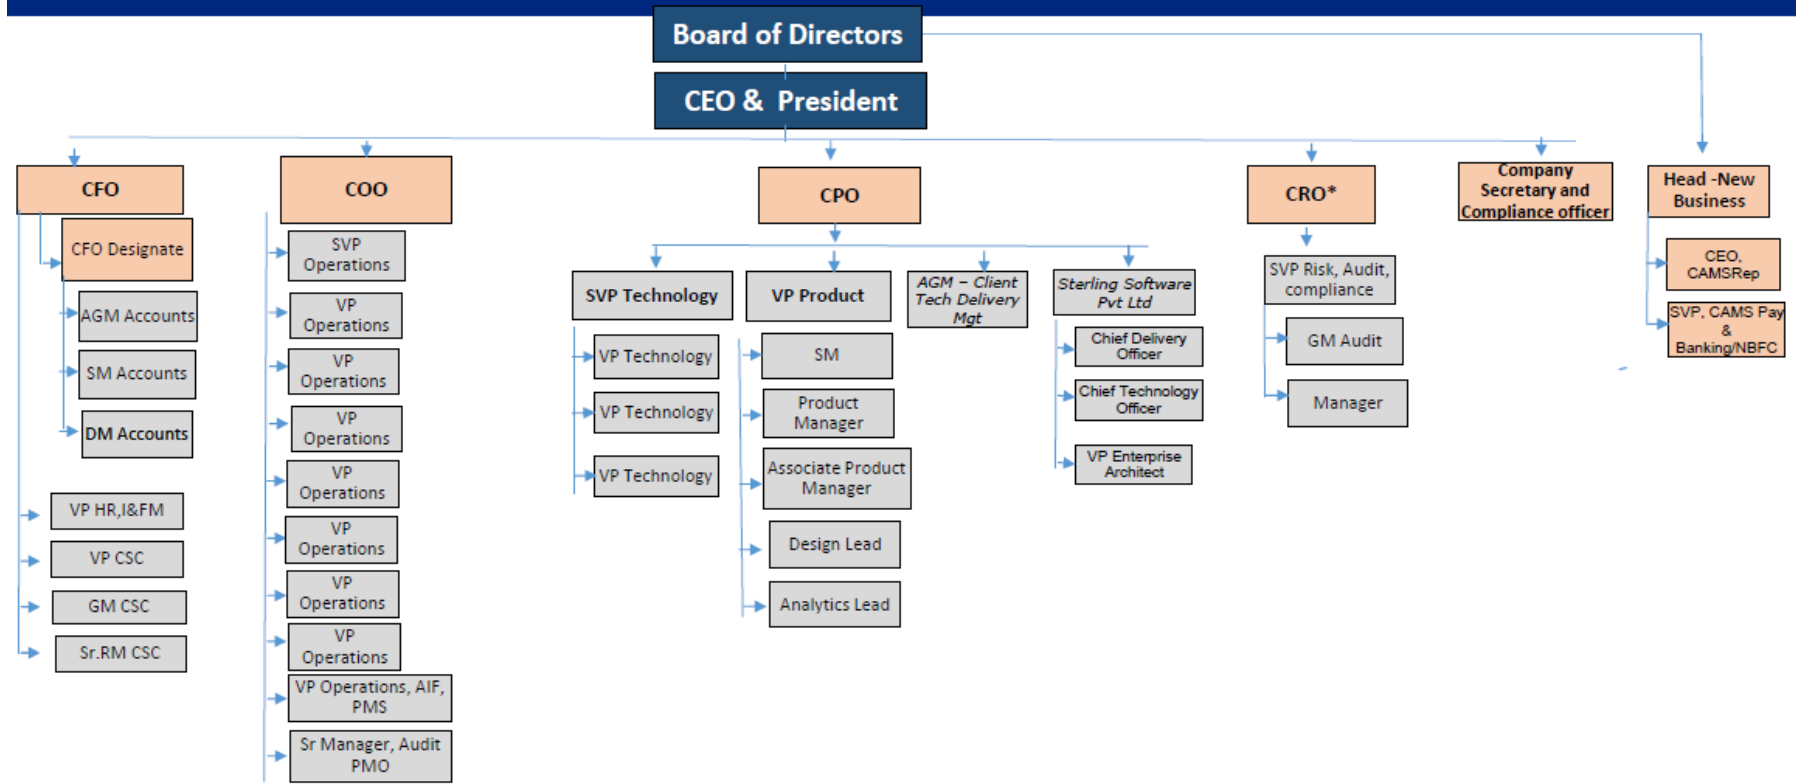 Board of Directors
CEO & President
CFO
CFO Designate
AGM Accounts
SM Accounts
DM Accounts
VP HR,I&FM
VP CSC
GM CSC
Sr.RM CSC
COO
SVP
Operations
VP
Operations
VP
Operations
VP
Operations
VP
Operations
VP
Operations
VP
Operations
VP
Operations
VP Operations, AIF,
PMS
Sr Manager, Audit
PMO
CPO
SVP Technology
VP Technology
VP Technology
VP Technology
VP Product
SM
Product
Manager
Associate Product
Manager
Design Lead
Analytics Lead
AGM – Client
Tech Delivery
Mgt
Sterling Software
Pvt Ltd
Chief Delivery
Officer
Chief Technology
Officer
VP Enterprise
Architect
CRO*
SVP Risk, Audit,
compliance
GM Audit
Manager
Company
Secretary and
Compliance officer
Head -New
Business
CEO,
CAMSRep
SVP, CAMS Pay
&
Banking/NBFC